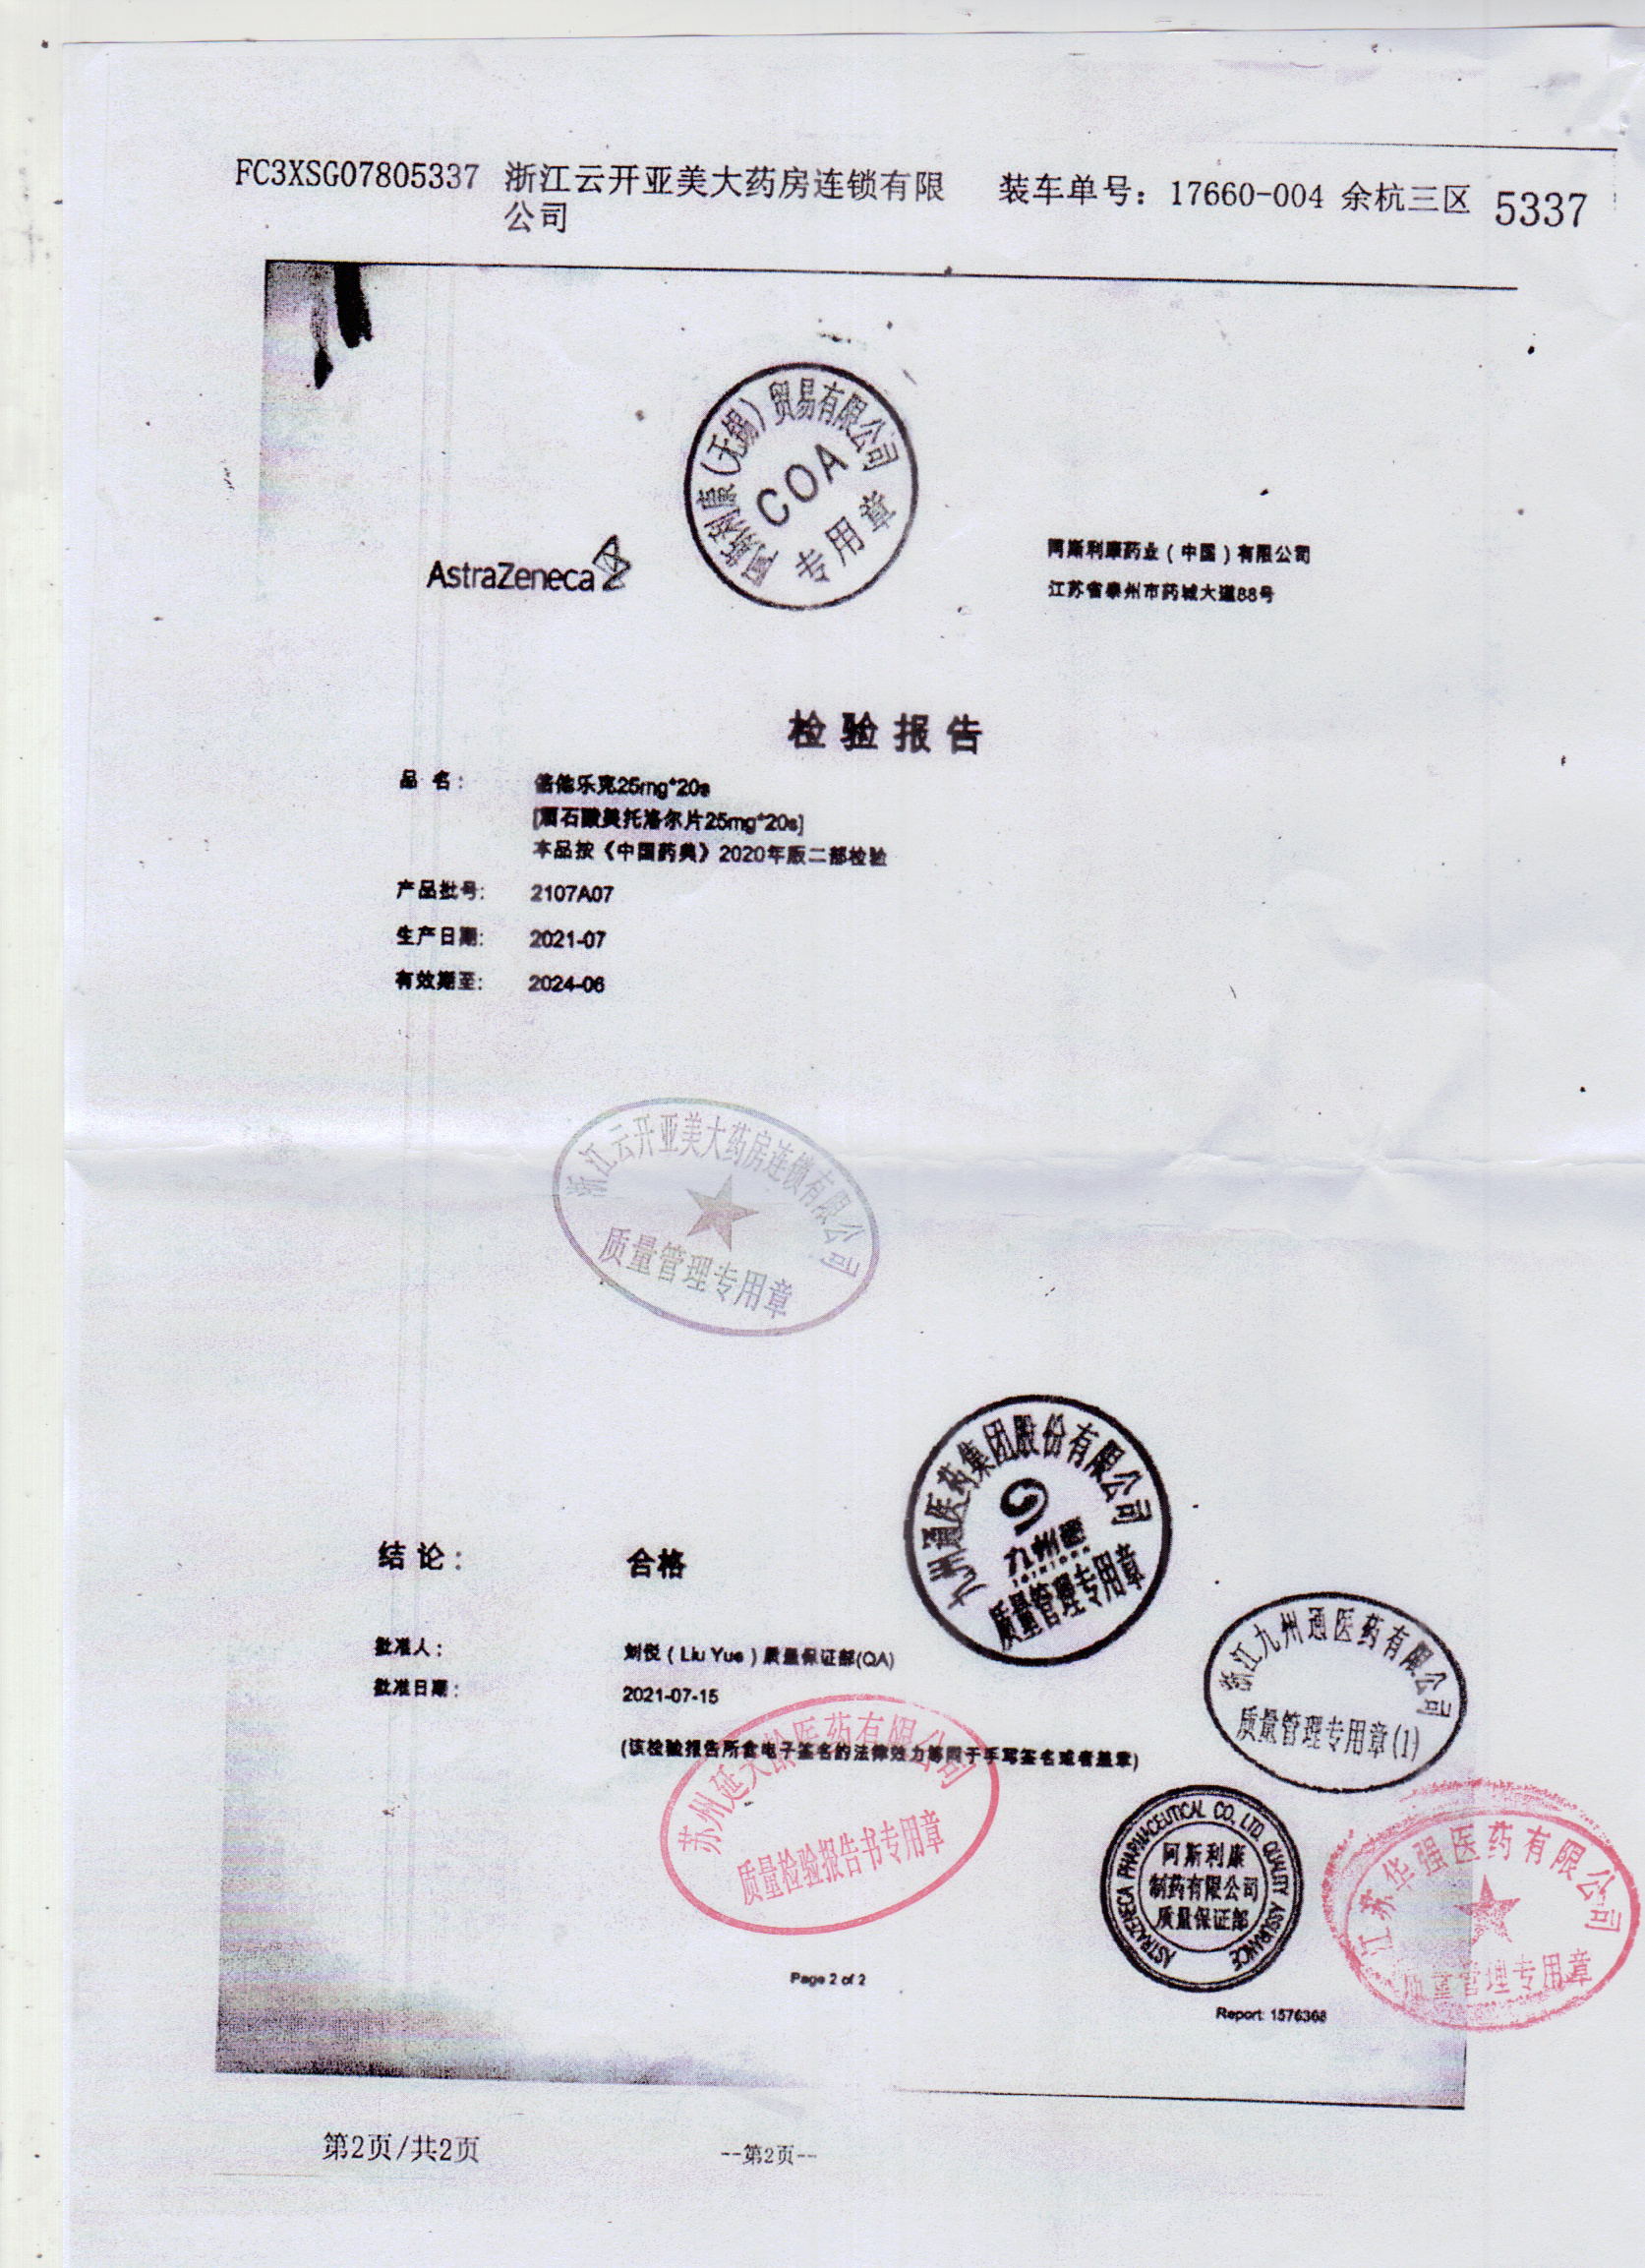 FC3XSG07805337 浙江云开亚美大药房连锁有限公司 装车单号：17660-004 余杭三区 5337
阿斯利康（无锡）贸易有限公司
COA
专用章
AstraZeneca
阿斯利康药业（中国）有限公司
江苏省泰州市药城大道88号
检验报告
品 名： 倍他乐克25mg*20s
[酒石酸美托洛尔片25mg*20s]
本品按《中国药典》2020年版二部检验
产品批号: 2107A07
生产日期: 2021-07
有效期至: 2024-06
浙江云开亚美大药房连锁有限公司
质量管理专用章
九州通医药集团股份有限公司
九州通
JOINTOWN
质量管理专用章
结 论： 合格
批准人： 刘悦（Liu Yue）质量保证部(QA)
批准日期： 2021-07-15
(该检验报告所含电子签名的法律效力等同于手写签名或者盖章)
浙江九州通医药有限公司
质量管理专用章(1)
医药有限公司
质量检验报告书专用章
ASTRAZENECA PHARMACEUTICAL CO., LTD. QUALITY ASSURANCE
阿斯利康
制药有限公司
质量保证部
江苏华强医药有限公司
质量管理专用章
Page 2 of 2
Report: 1576368
第2页/共2页
--第2页--